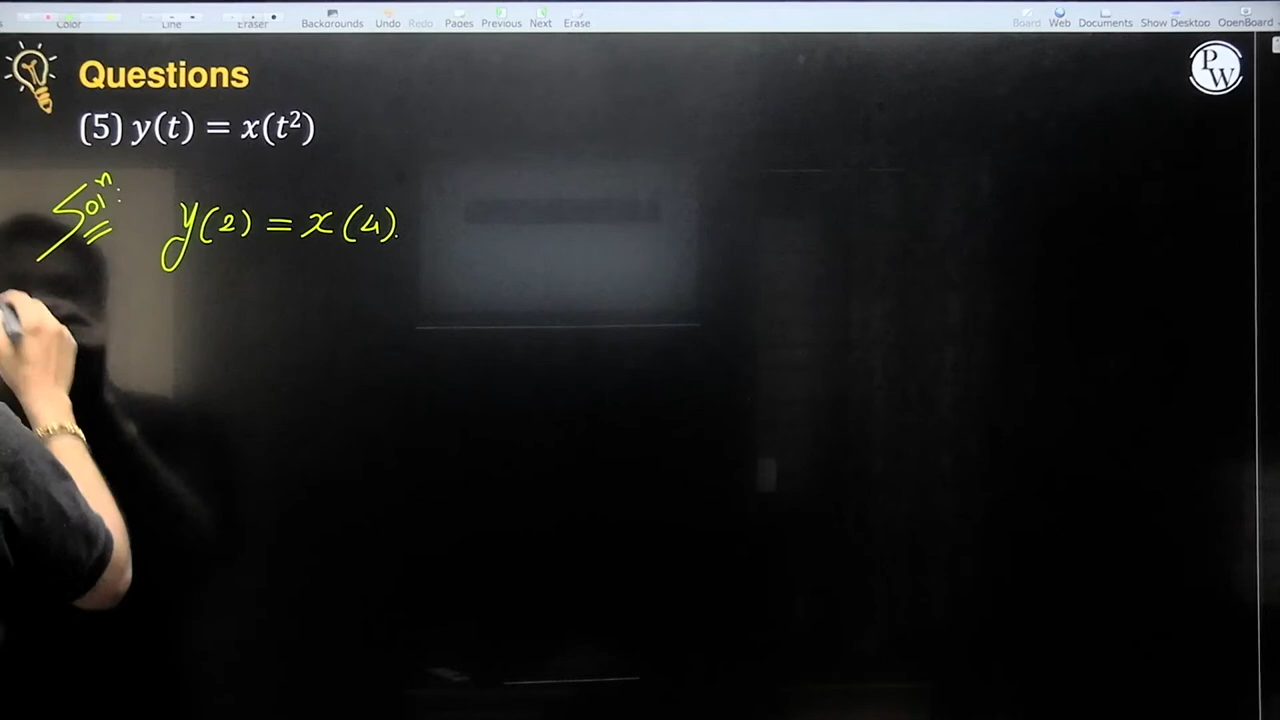 Color Line Eraser Backgrounds Undo Redo Pages Previous Next Erase Board Web Documents Show Desktop OpenBoard
PW
Questions
(5) y(t) = x(t²)
Solⁿ: y(2) = x(4).